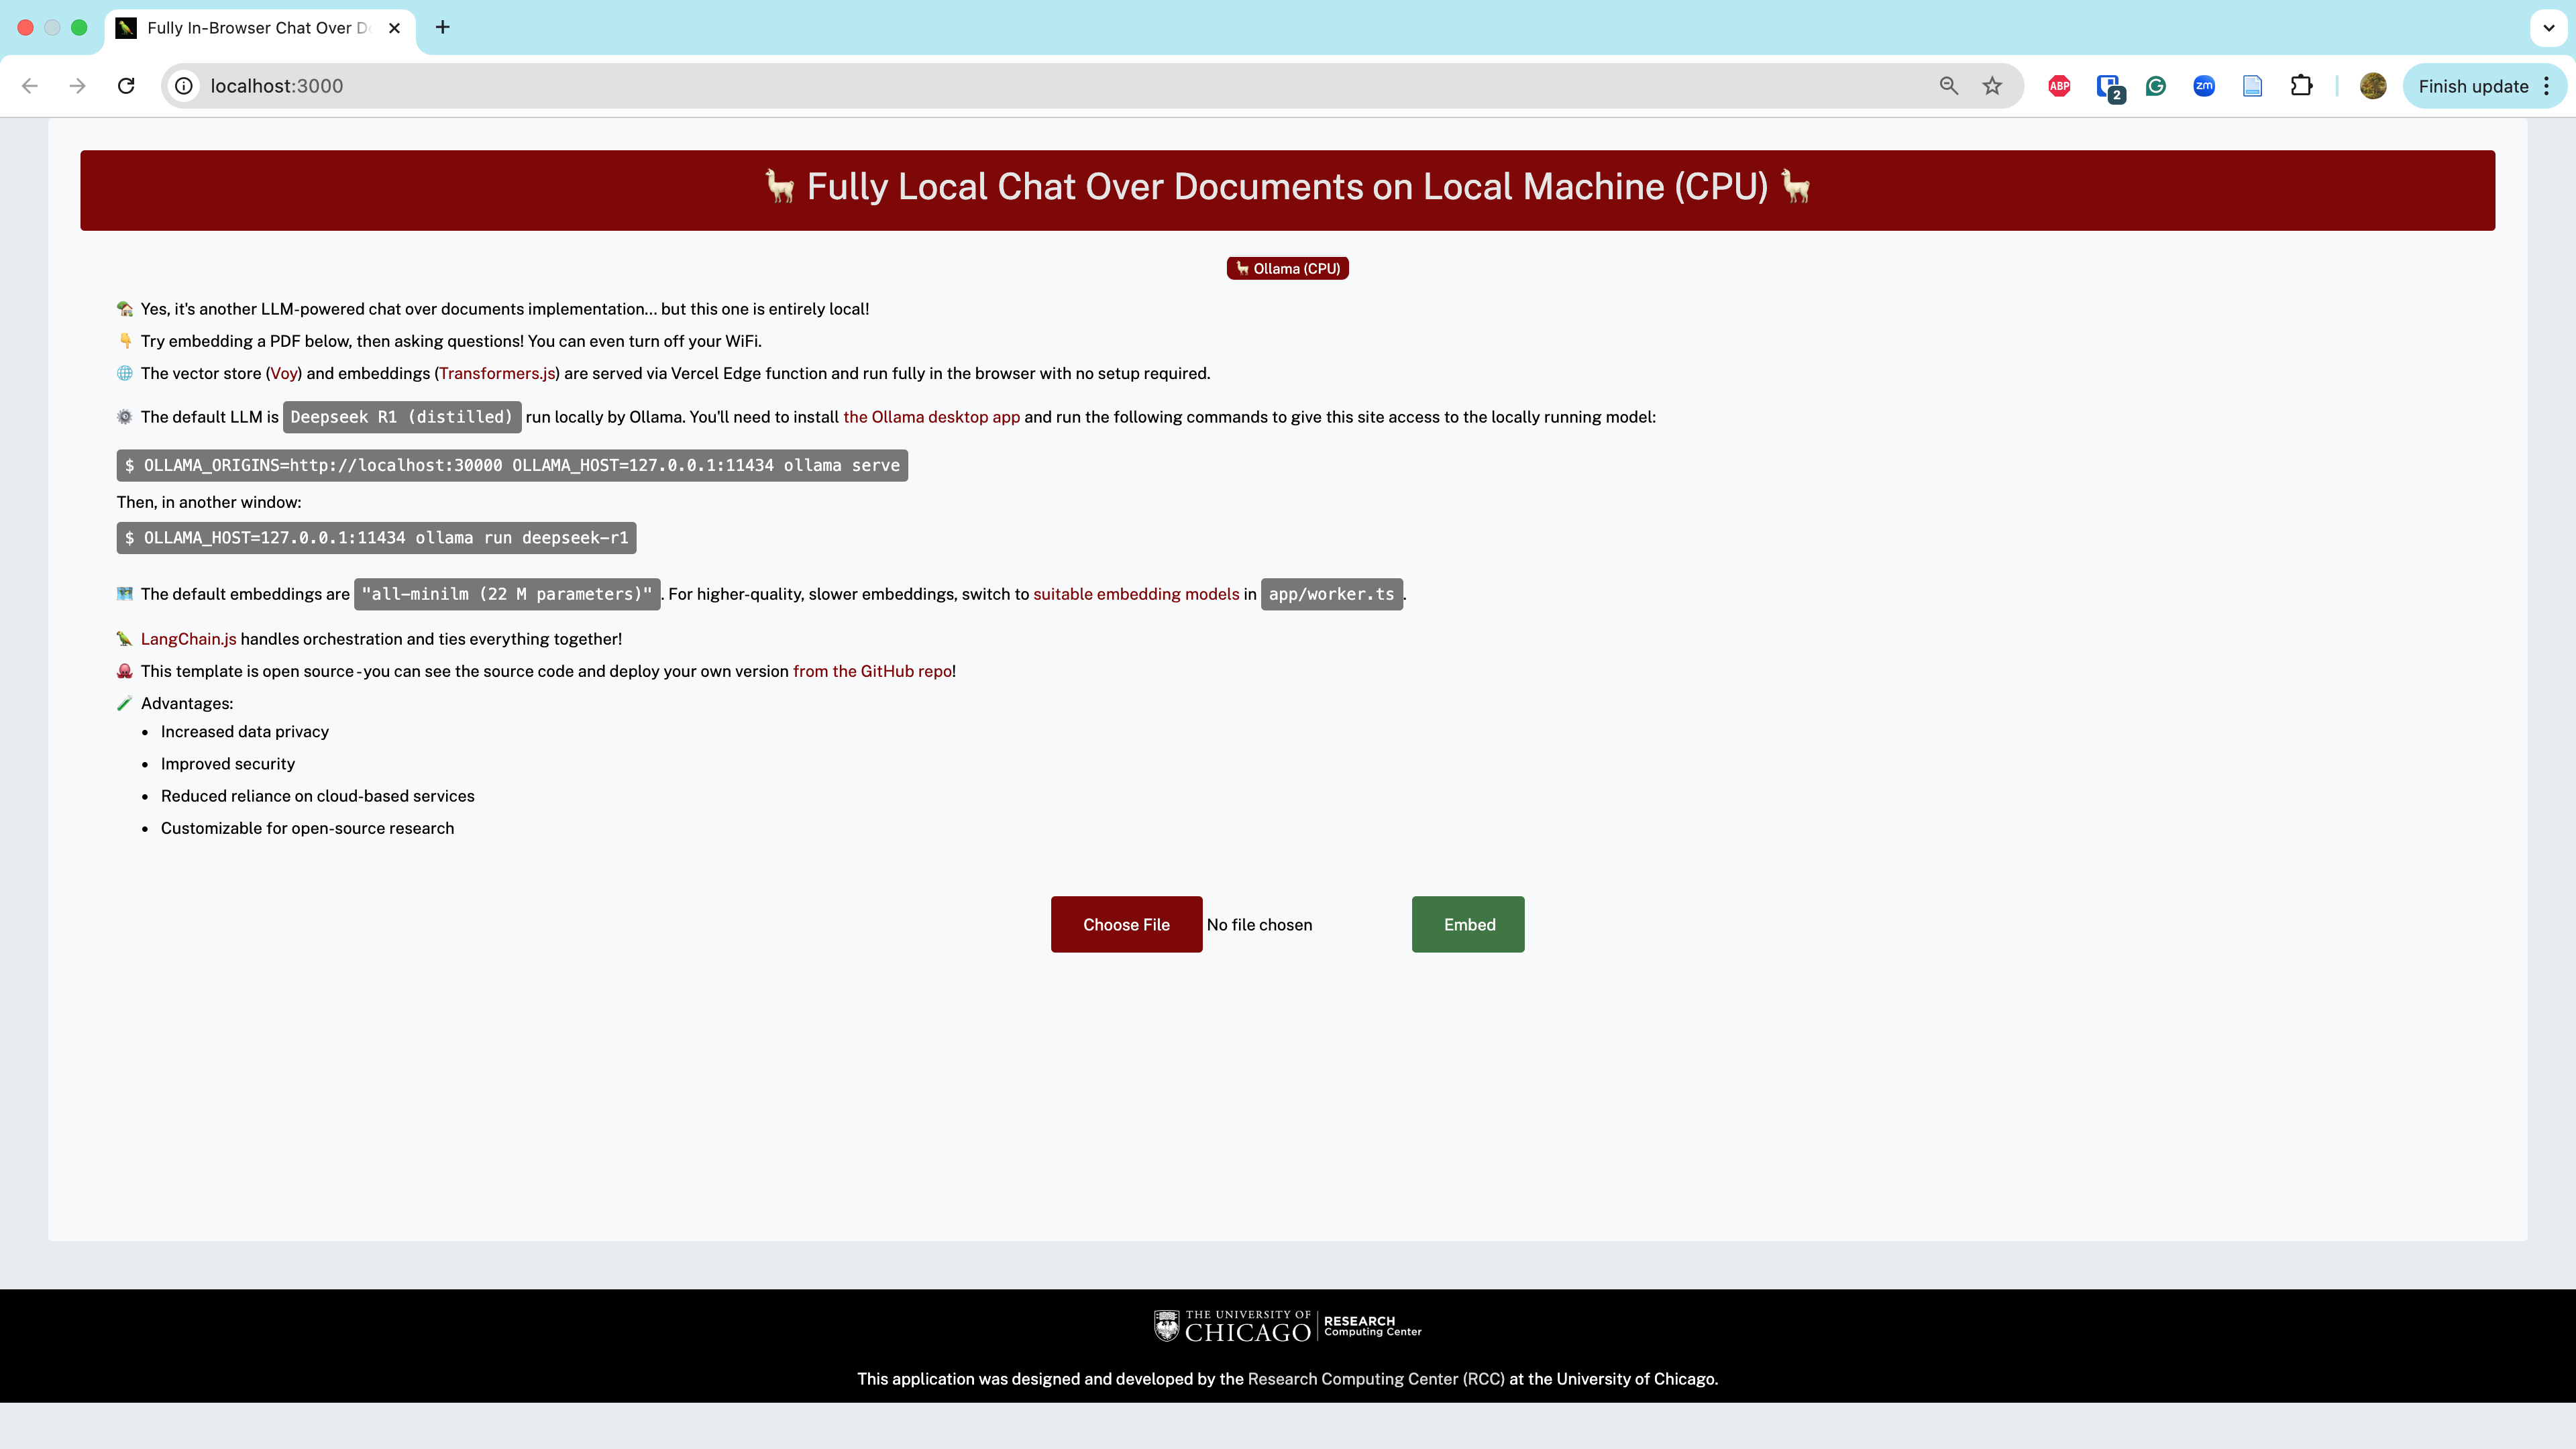 Fully In-Browser Chat Over D
localhost:3000
ABP
2
zm
Finish update
Fully Local Chat Over Documents on Local Machine (CPU)
Ollama (CPU)
Yes, it's another LLM-powered chat over documents implementation... but this one is entirely local!
Try embedding a PDF below, then asking questions! You can even turn off your WiFi.
The vector store (Voy) and embeddings (Transformers.js) are served via Vercel Edge function and run fully in the browser with no setup required.
The default LLM is Deepseek R1 (distilled) run locally by Ollama. You'll need to install the Ollama desktop app and run the following commands to give this site access to the locally running model:
$ OLLAMA_ORIGINS=http://localhost:30000 OLLAMA_HOST=127.0.0.1:11434 ollama serve
Then, in another window:
$ OLLAMA_HOST=127.0.0.1:11434 ollama run deepseek-r1
The default embeddings are "all-minilm (22 M parameters)". For higher-quality, slower embeddings, switch to suitable embedding models in app/worker.ts.
LangChain.js handles orchestration and ties everything together!
This template is open source - you can see the source code and deploy your own version from the GitHub repo!
Advantages:
• Increased data privacy
• Improved security
• Reduced reliance on cloud-based services
• Customizable for open-source research
Choose File No file chosen
Embed
THE UNIVERSITY OF
CHICAGO
RESEARCH
Computing Center
This application was designed and developed by the Research Computing Center (RCC) at the University of Chicago.